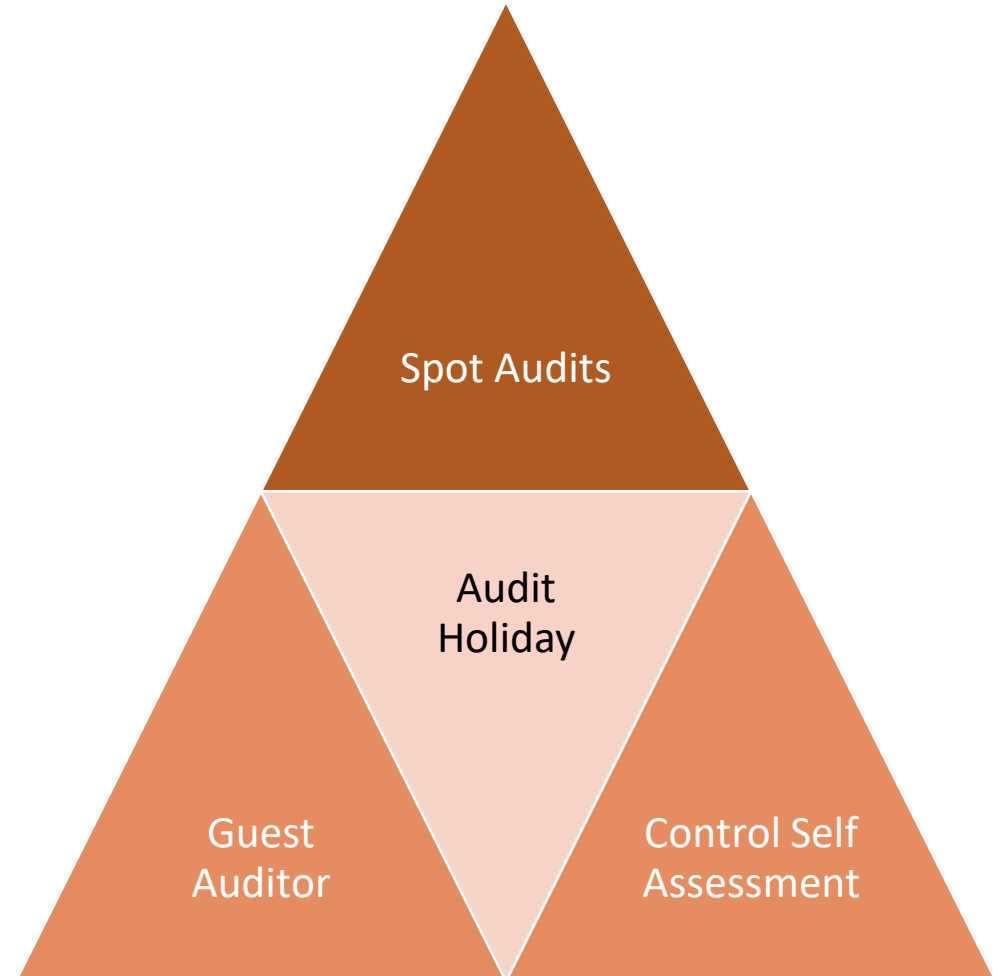 Spot Audits
Audit
Holiday
Guest
Auditor
Control Self
Assessment